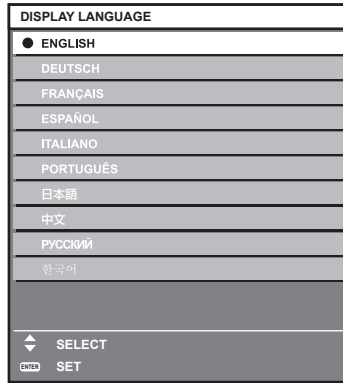 DISPLAY LANGUAGE
ENGLISH
DEUTSCH
FRANÇAIS
ESPAÑOL
ITALIANO
PORTUGUÊS
日本語
中文
РУССКИЙ
한국어
SELECT
ENTER SET